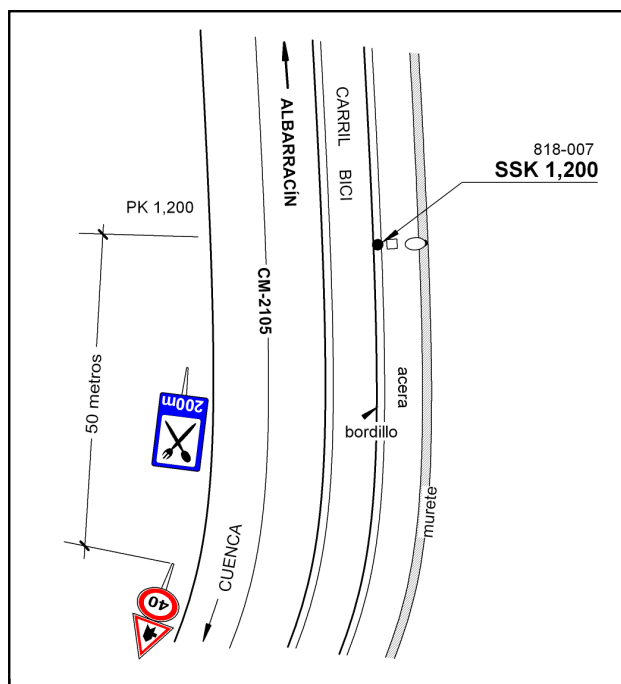 818-007
SSK 1,200
PK 1,200
ALBARRACÍN
CARRIL BICI
CM-2105
50 metros
200m
acera
bordillo
murete
CUENCA
40